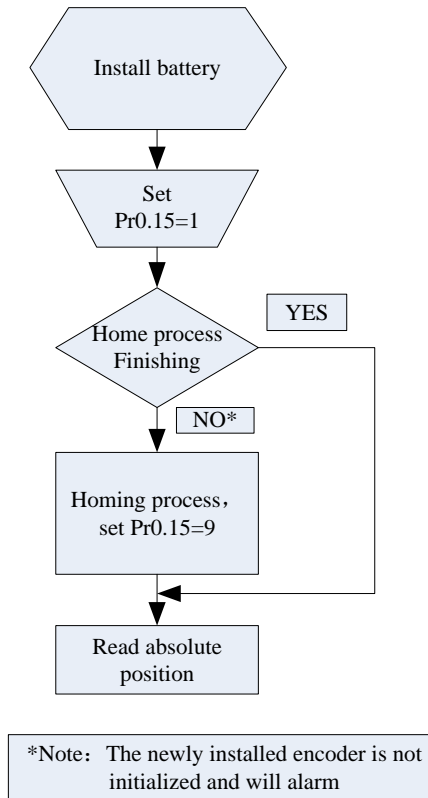 Install battery
Set
Pr0.15=1
Home process
Finishing
YES
NO*
Homing process，
set Pr0.15=9
Read absolute
position
*Note： The newly installed encoder is not
initialized and will alarm